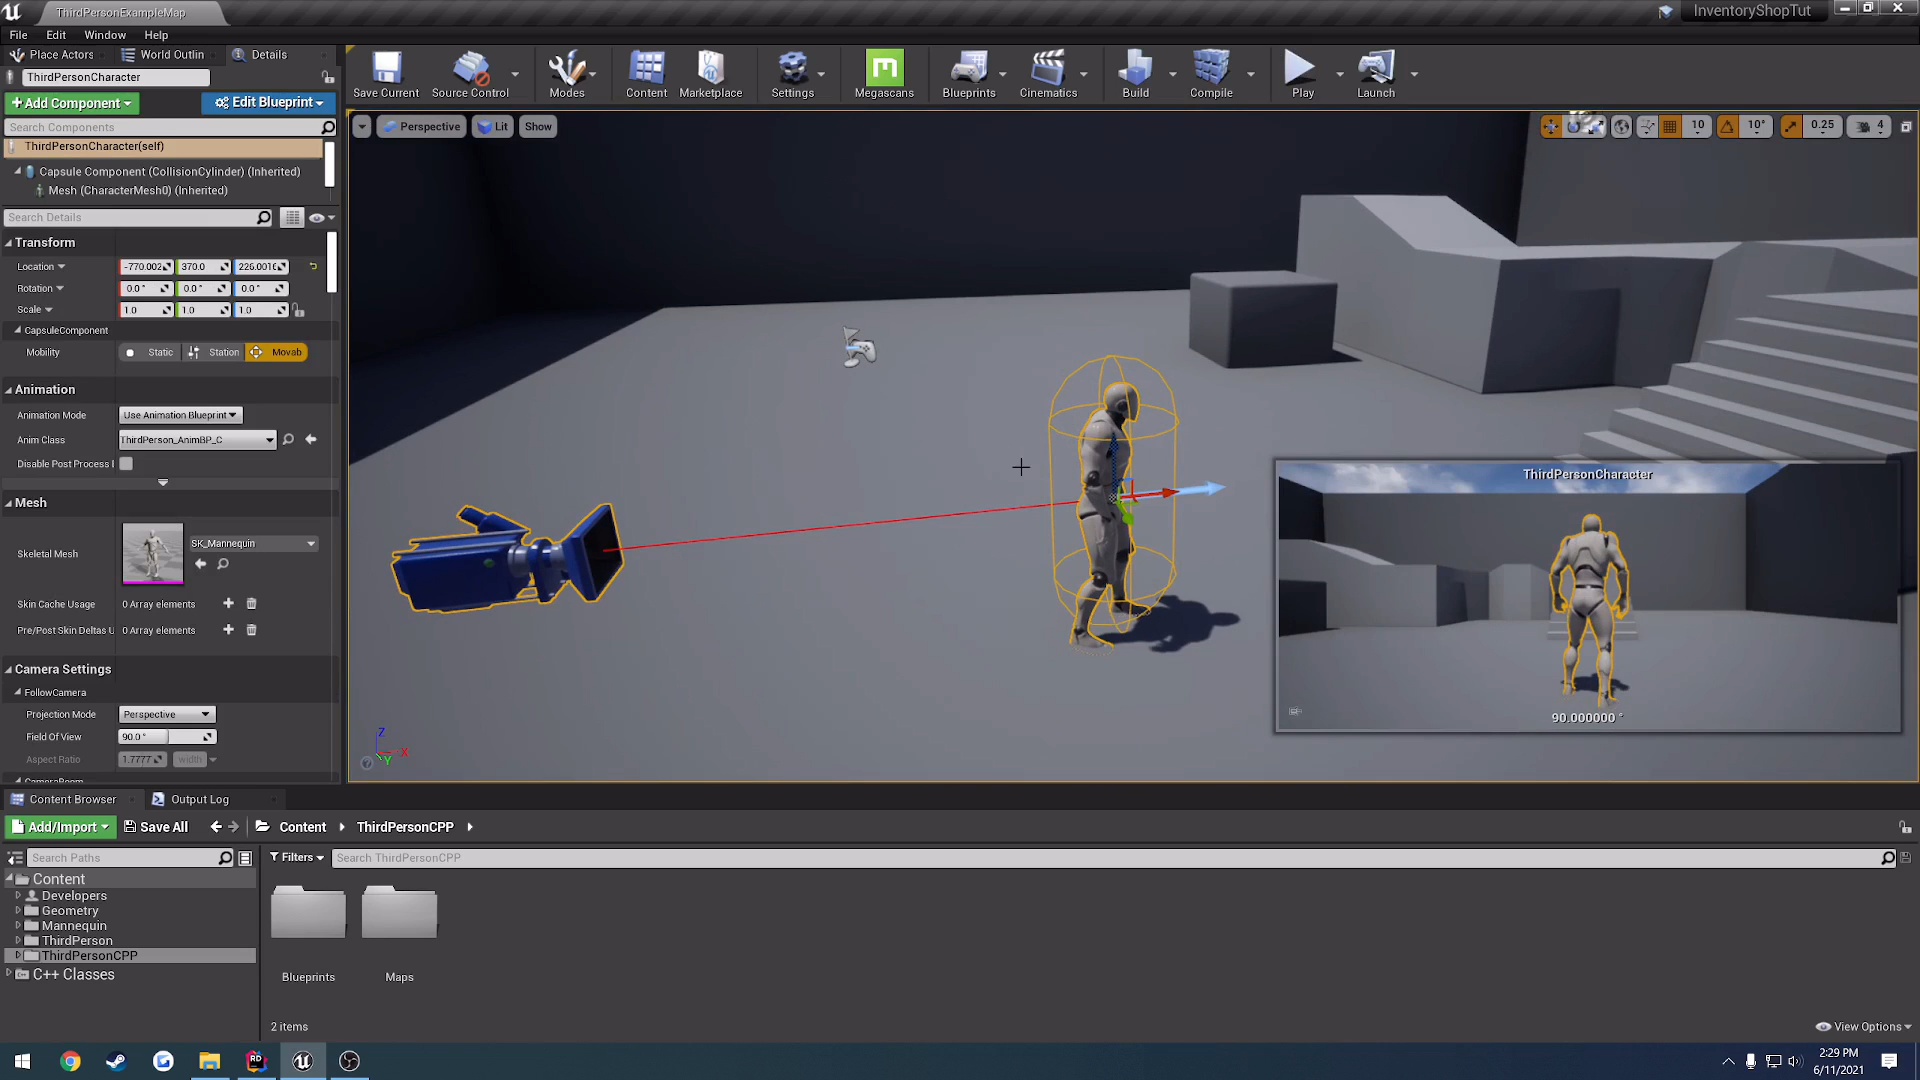 ThirdPersonExampleMap
InventoryShopTut
File Edit Window Help
Place Actors World Outlin Details
ThirdPersonCharacter
+Add Component Edit Blueprint
Search Components
ThirdPersonCharacter(self)
Capsule Component (CollisionCylinder) (Inherited)
Mesh (CharacterMesh0) (Inherited)
Search Details
Transform
Location -770.002 370.0 226.0016
Rotation 0.0° 0.0° 0.0°
Scale 1.0 1.0 1.0
CapsuleComponent
Mobility Static Station Movab
Animation
Animation Mode Use Animation Blueprint
Anim Class ThirdPerson_AnimBP_C
Disable Post Process
Mesh
Skeletal Mesh SK_Mannequin
Skin Cache Usage 0 Array elements
Pre/Post Skin Deltas U 0 Array elements
Camera Settings
FollowCamera
Projection Mode Perspective
Field Of View 90.0°
Aspect Ratio 1.7777 width
CameraBoom
Save Current Source Control Modes Content Marketplace Settings Megascans Blueprints Cinematics Build Compile Play Launch
Perspective Lit Show
10 10° 0.25 4
ThirdPersonCharacter
90.000000 °
Z X Y
Content Browser Output Log
Add/Import Save All Content ThirdPersonCPP
Search Paths
Filters Search ThirdPersonCPP
Content
Developers
Geometry
Mannequin
ThirdPerson
ThirdPersonCPP
C++ Classes
Blueprints Maps
2 items
View Options
2:29 PM
6/11/2021